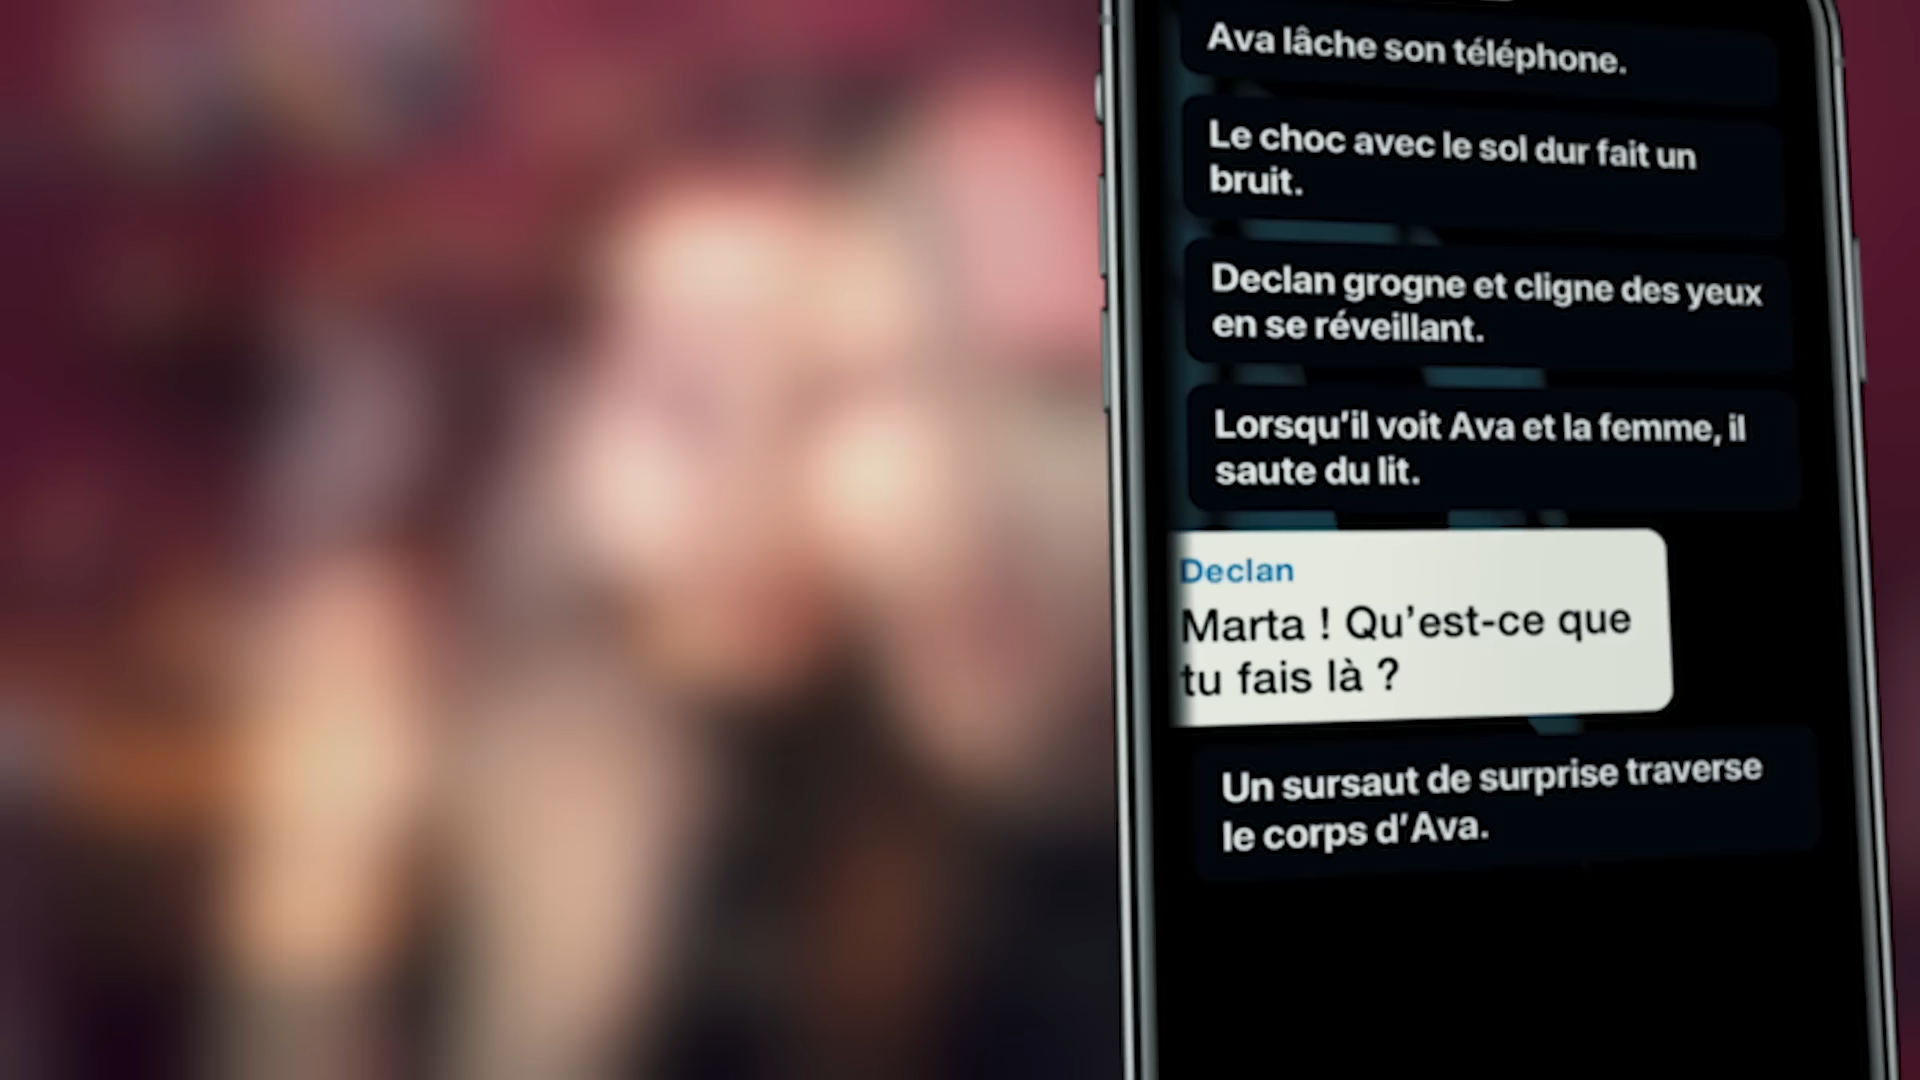 Ava lâche son téléphone.
Le choc avec le sol dur fait un
bruit.
Declan grogne et cligne des yeux
en se réveillant.
Lorsqu’il voit Ava et la femme, il
saute du lit.
Declan
Marta ! Qu’est-ce que
tu fais là ?
Un sursaut de surprise traverse
le corps d’Ava.